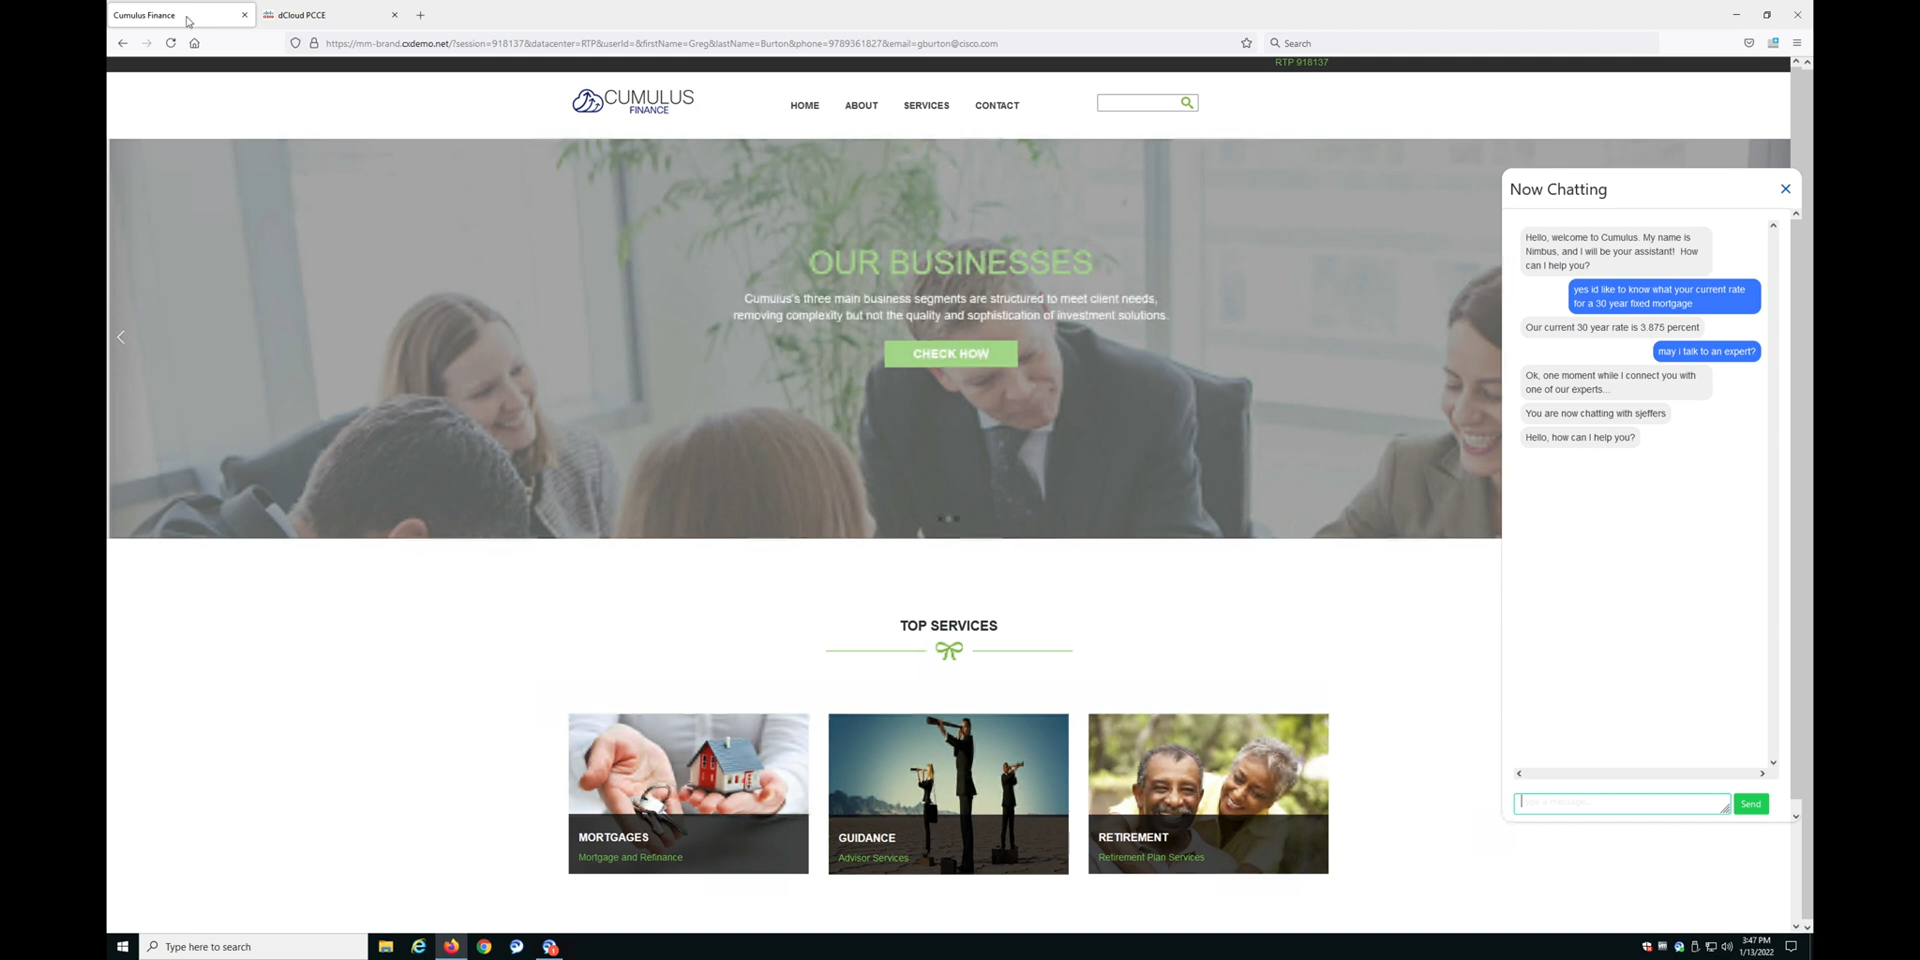 Cumulus Finance
dCloud PCCE
https://mm-brand.cxdemo.net/?session=918137&datacenter=RTP&userId=&firstName=Greg&lastName=Burton&phone=9789361827&email=gburton@cisco.com
Search
RTP 918137
CUMULUS
FINANCE
HOME
ABOUT
SERVICES
CONTACT
OUR BUSINESSES
Cumulus's three main business segments are structured to meet client needs,
removing complexity but not the quality and sophistication of investment solutions.
CHECK HOW
Now Chatting
Hello, welcome to Cumulus. My name is
Nimbus, and I will be your assistant! How
can I help you?
yes id like to know what your current rate
for a 30 year fixed mortgage
Our current 30 year rate is 3.875 percent
may i talk to an expert?
Ok, one moment while I connect you with
one of our experts...
You are now chatting with sjeffers
Hello, how can I help you?
Type a message...
Send
TOP SERVICES
MORTGAGES
Mortgage and Refinance
GUIDANCE
Advisor Services
RETIREMENT
Retirement Plan Services
Type here to search
3:47 PM
1/13/2022